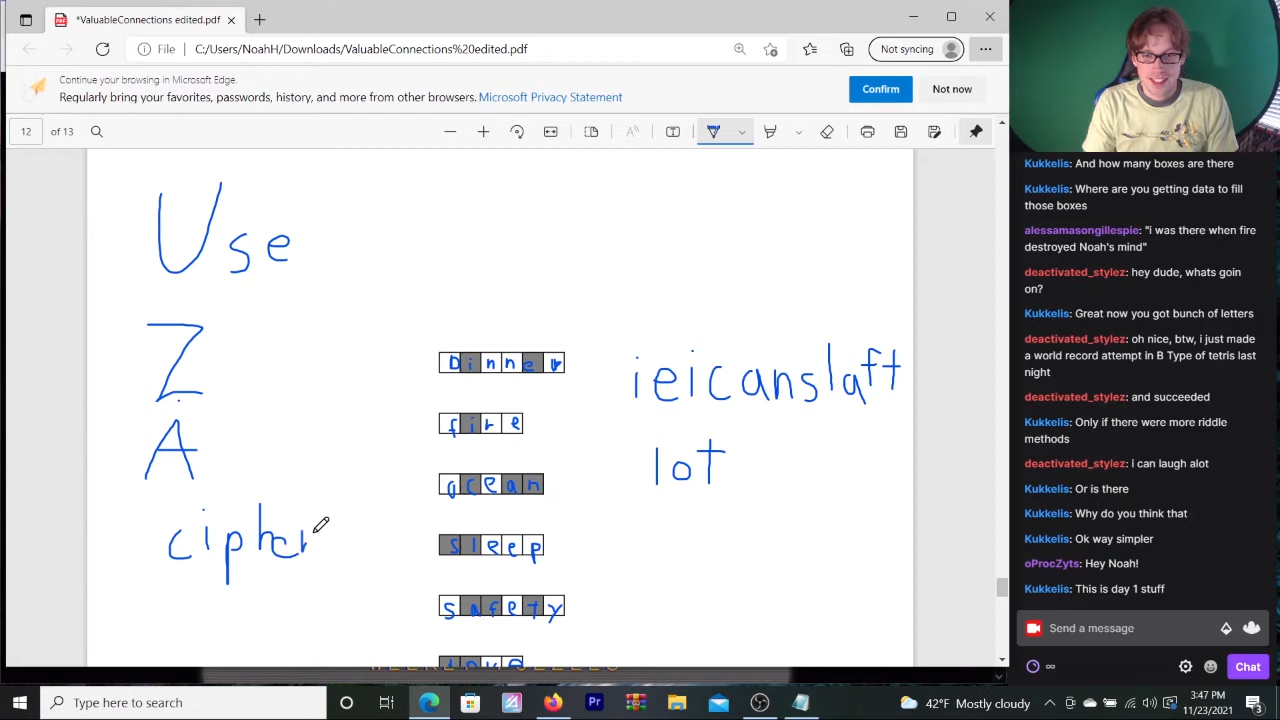 *ValuableConnections edited.pdf
File C:/Users/NoahH/Downloads/ValuableConnections%20edited.pdf
Not syncing
Continue your browsing in Microsoft Edge.
Regularly bring your favorites, passwords, history, and more from other browsers. Microsoft Privacy Statement
Confirm
Not now
12 of 13
Use
Z
A
cipher
Dinner
fire
ocean
sleep
safety
ieicanslaft
lot
Kukkelis: And how many boxes are there
Kukkelis: Where are you getting data to fill
those boxes
alessamasongillespie: "i was there when fire
destroyed Noah's mind"
deactivated_stylez: hey dude, whats goin
on?
Kukkelis: Great now you got bunch of letters
deactivated_stylez: oh nice, btw, i just made
a world record attempt in B Type of tetris last
night
deactivated_stylez: and succeeded
Kukkelis: Only if there were more riddle
methods
deactivated_stylez: i can laugh alot
Kukkelis: Or is there
Kukkelis: Why do you think that
Kukkelis: Ok way simpler
oProcZyts: Hey Noah!
Kukkelis: This is day 1 stuff
Send a message
Chat
Type here to search
42°F Mostly cloudy
3:47 PM
11/23/2021
3